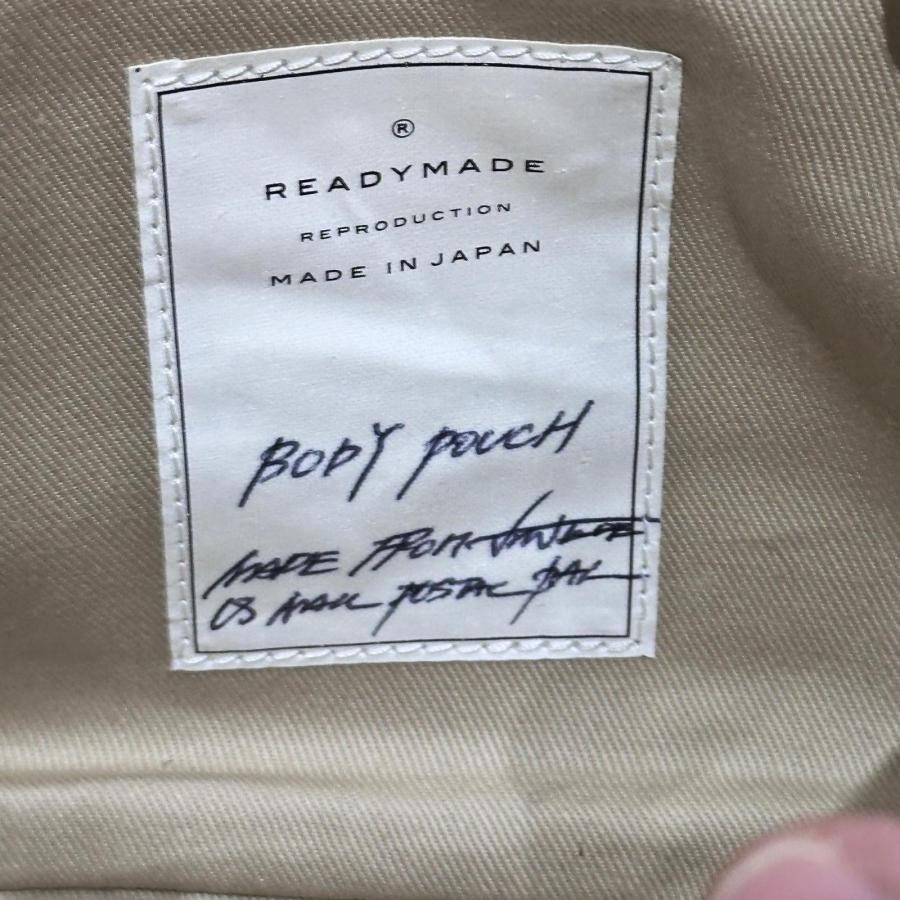 ®
READYMADE
REPRODUCTION
MADE IN JAPAN
BODY POUCH
MADE FROM VINTAGE
US MAIL POSTAL BAG